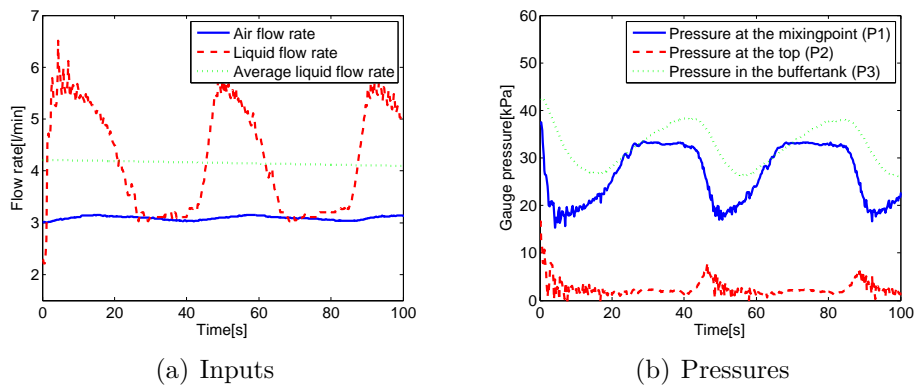 7
6
5
4
3
2
0
20
40
60
80
100
Flow rate[l/min]
Time[s]
Air flow rate
Liquid flow rate
Average liquid flow rate
(a) Inputs
60
50
40
30
20
10
0
0
20
40
60
80
100
Gauge pressure[kPa]
Time[s]
Pressure at the mixingpoint (P1)
Pressure at the top (P2)
Pressure in the buffertank (P3)
(b) Pressures